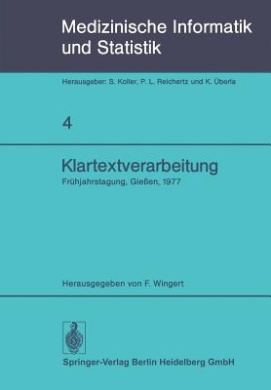 Medizinische Informatik
und Statistik
Herausgeber: S. Koller, P. L. Reichertz und K. Überla
4
Klartextverarbeitung
Frühjahrstagung, Gießen, 1977
Herausgegeben von F. Wingert
Springer-Verlag Berlin Heidelberg GmbH